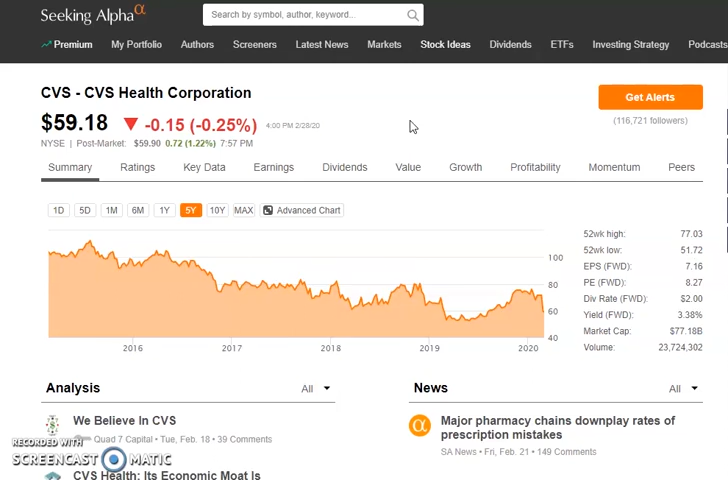 Seeking Alpha α
Search by symbol, author, keyword...
Premium My Portfolio Authors Screeners Latest News Markets Stock Ideas Dividends ETFs Investing Strategy Podcasts
CVS - CVS Health Corporation
Get Alerts
$59.18 -0.15 (-0.25%) 4:00 PM 2/28/20
(116,721 followers)
NYSE | Post-Market: $59.90 0.72 (1.22%) 7:57 PM
Summary Ratings Key Data Earnings Dividends Value Growth Profitability Momentum Peers
1D 5D 1M 6M 1Y 5Y 10Y MAX Advanced Chart
52wk high: 77.03
52wk low: 51.72
EPS (FWD): 7.16
PE (FWD): 8.27
Div Rate (FWD): $2.00
Yield (FWD): 3.38%
Market Cap: $77.18B
Volume: 23,724,302
100
80
60
40
2016 2017 2018 2019 2020
Analysis All
News All
We Believe In CVS
Quad 7 Capital • Tue, Feb. 18 • 39 Comments
CVS Health: Its Economic Moat Is
α
Major pharmacy chains downplay rates of
prescription mistakes
SA News • Fri, Feb. 21 • 149 Comments
RECORDED WITH
SCREENCAST MATIC